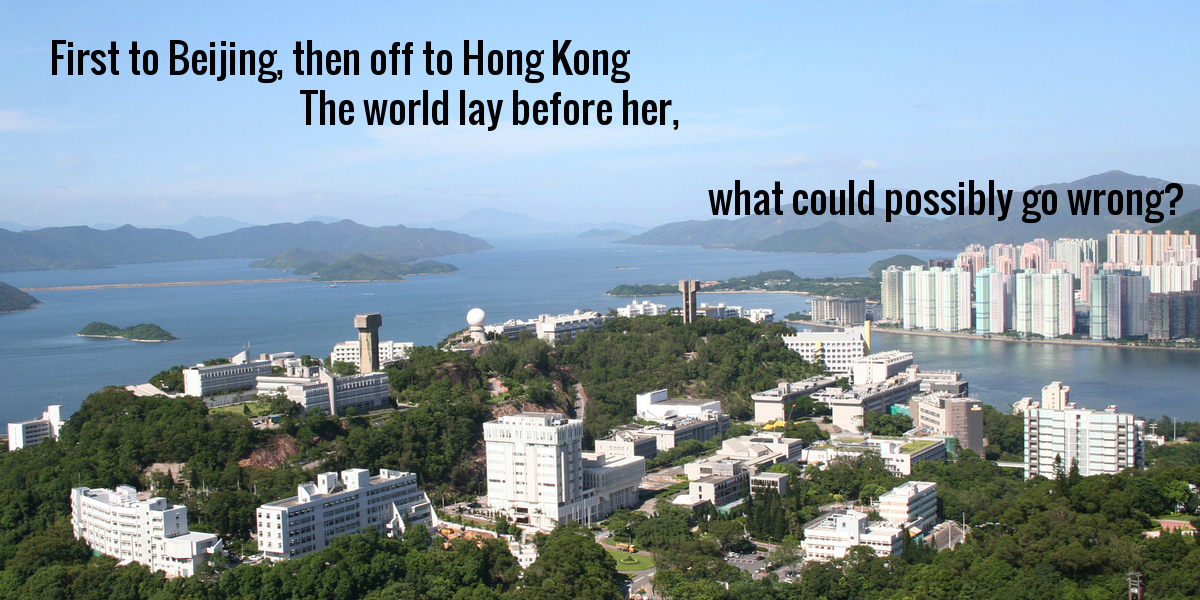 First to Beijing, then off to Hong Kong
The world lay before her,
what could possibly go wrong?